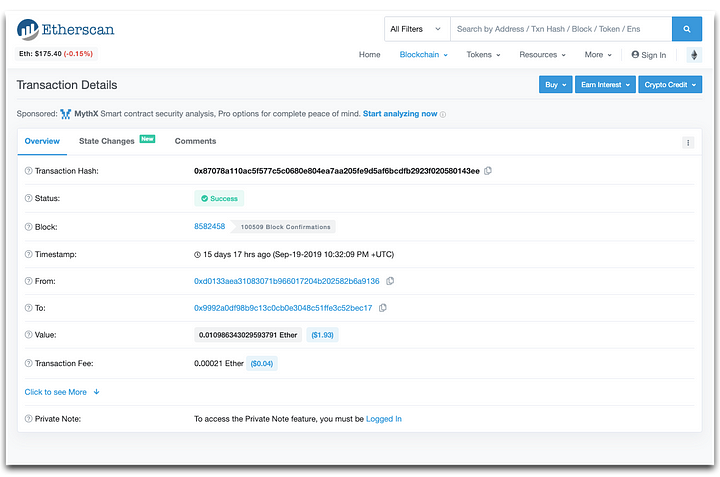 Etherscan
All Filters
Search by Address / Txn Hash / Block / Token / Ens
Eth: $175.40 (-0.15%)
Home Blockchain Tokens Resources More Sign In
Transaction Details
Buy Earn Interest Crypto Credit
Sponsored: MythX Smart contract security analysis, Pro options for complete peace of mind. Start analyzing now
Overview State Changes New Comments
Transaction Hash: 0x87078a110ac5f577c5c0680e804ea7aa205fe9d5af6bcdfb2923f020580143ee
Status: Success
Block: 8582458 100509 Block Confirmations
Timestamp: 15 days 17 hrs ago (Sep-19-2019 10:32:09 PM +UTC)
From: 0xd0133aea31083071b966017204b202582b6a9136
To: 0x9992a0df98b9c13c0cb0e3048c51ffe3c52bec17
Value: 0.010986343029593791 Ether ($1.93)
Transaction Fee: 0.00021 Ether ($0.04)
Click to see More
Private Note: To access the Private Note feature, you must be Logged In